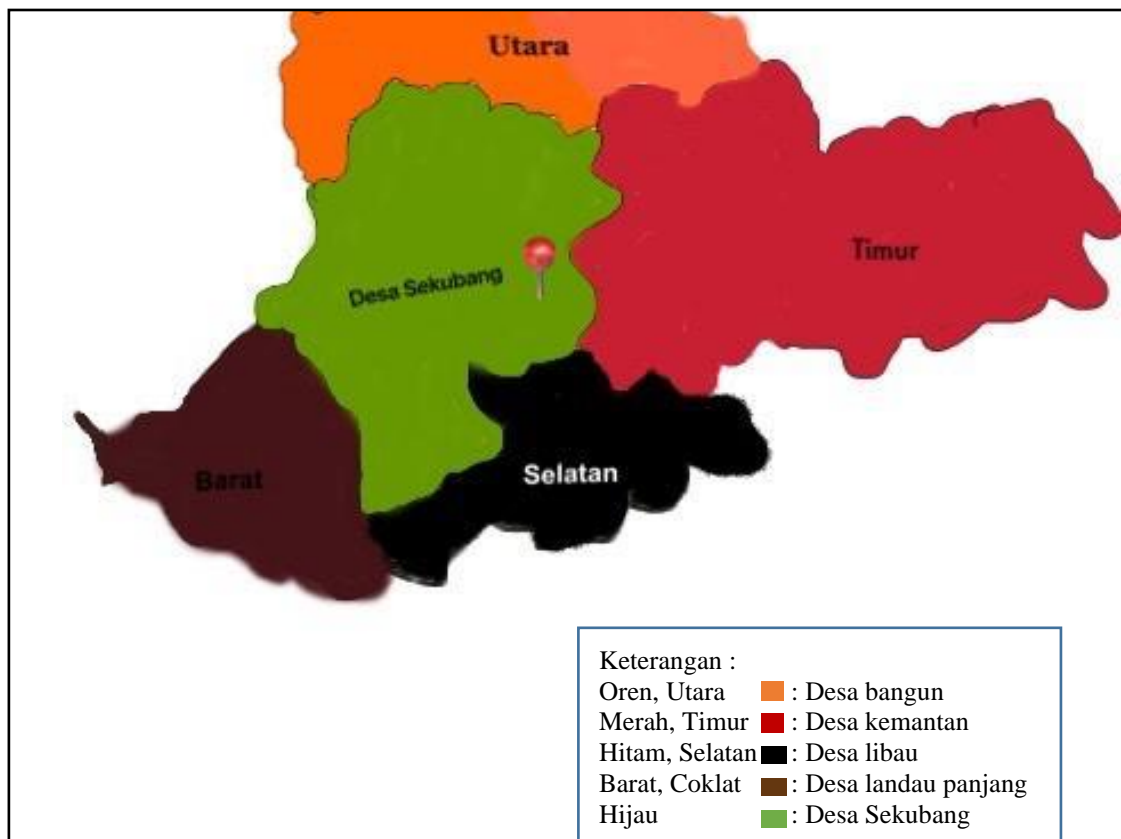 Utara
Timur
Desa Sekubang
Barat
Selatan
Keterangan :
Oren, Utara : Desa bangun
Merah, Timur : Desa kemantan
Hitam, Selatan : Desa libau
Barat, Coklat : Desa landau panjang
Hijau : Desa Sekubang